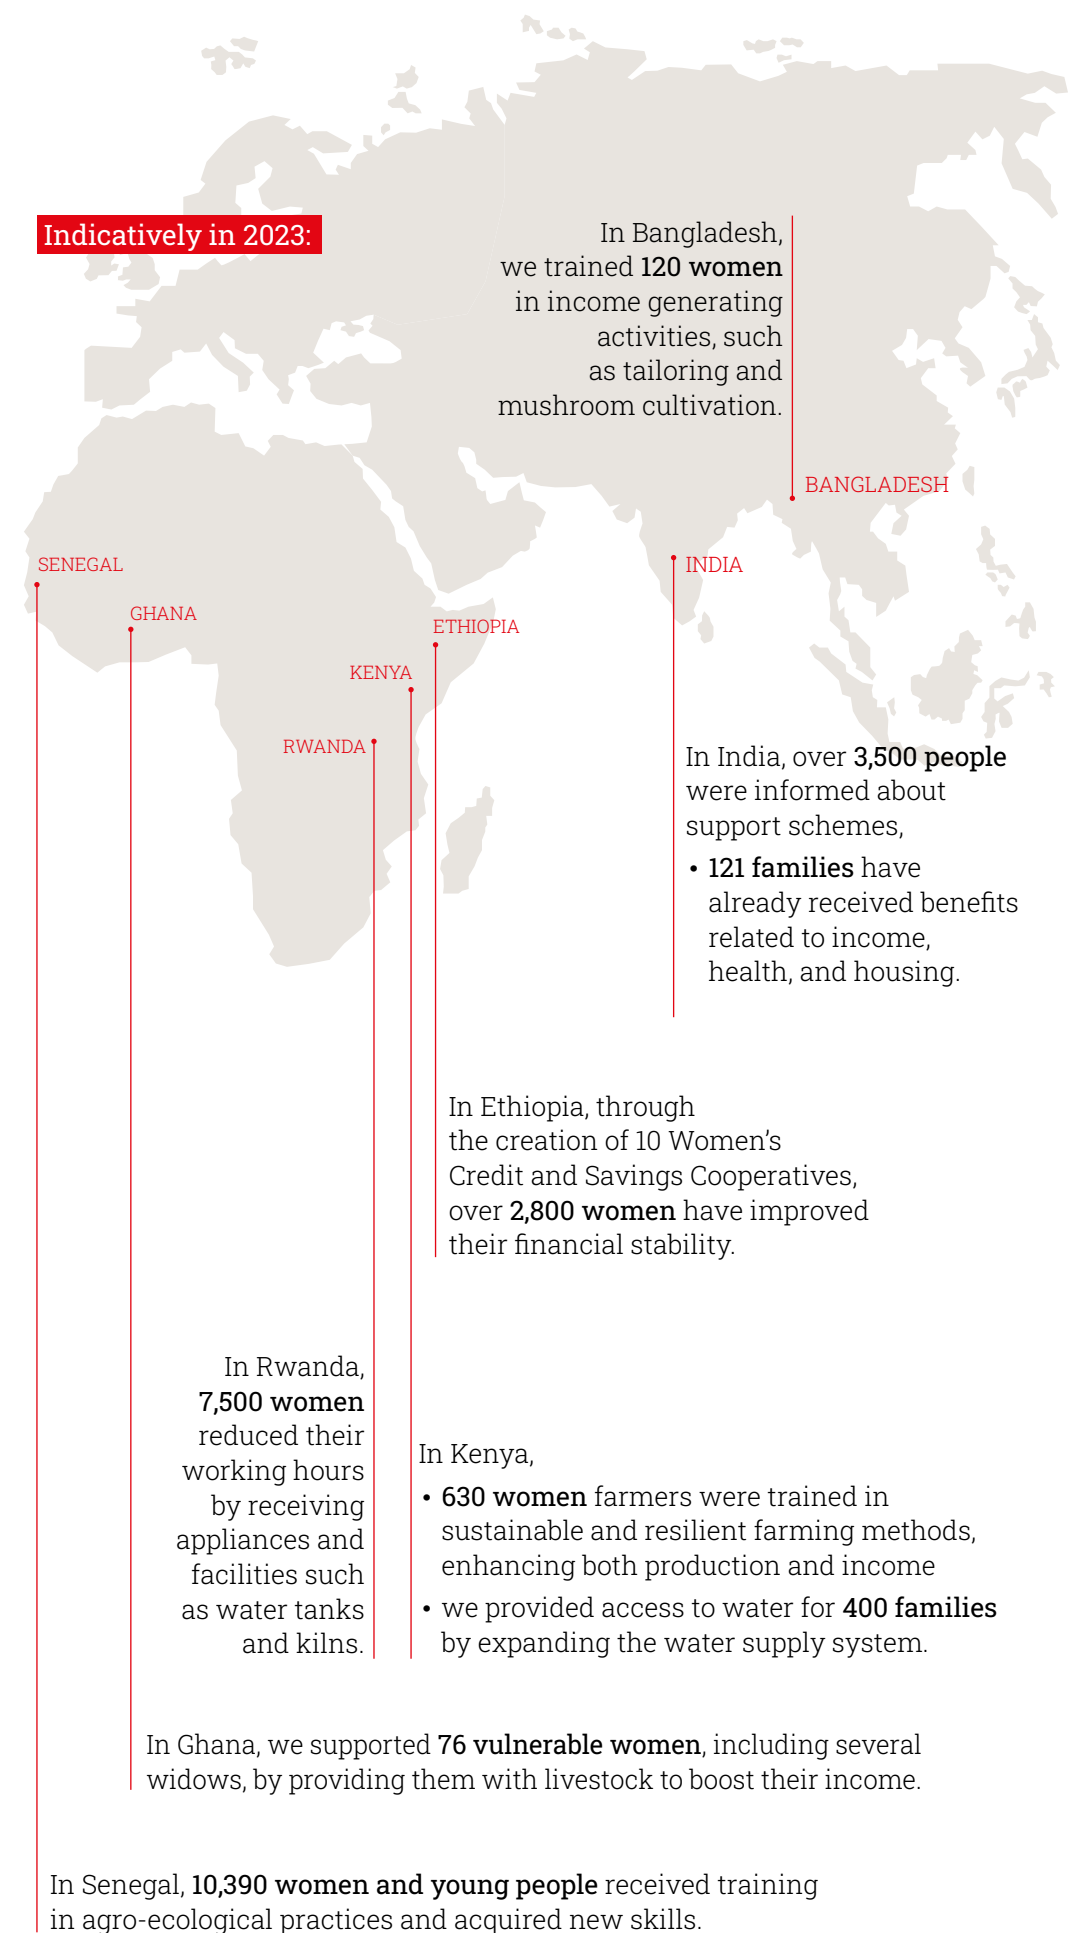 Indicatively in 2023:
In Bangladesh,
we trained 120 women
in income generating
activities, such
as tailoring and
mushroom cultivation.
BANGLADESH
SENEGAL
INDIA
GHANA
ETHIOPIA
KENYA
RWANDA
In India, over 3,500 people
were informed about
support schemes,
• 121 families have
already received benefits
related to income,
health, and housing.
In Ethiopia, through
the creation of 10 Women's
Credit and Savings Cooperatives,
over 2,800 women have improved
their financial stability.
In Rwanda,
7,500 women
reduced their
working hours
by receiving
appliances and
facilities such
as water tanks
and kilns.
In Kenya,
• 630 women farmers were trained in
sustainable and resilient farming methods,
enhancing both production and income
• we provided access to water for 400 families
by expanding the water supply system.
In Ghana, we supported 76 vulnerable women, including several
widows, by providing them with livestock to boost their income.
In Senegal, 10,390 women and young people received training
in agro-ecological practices and acquired new skills.